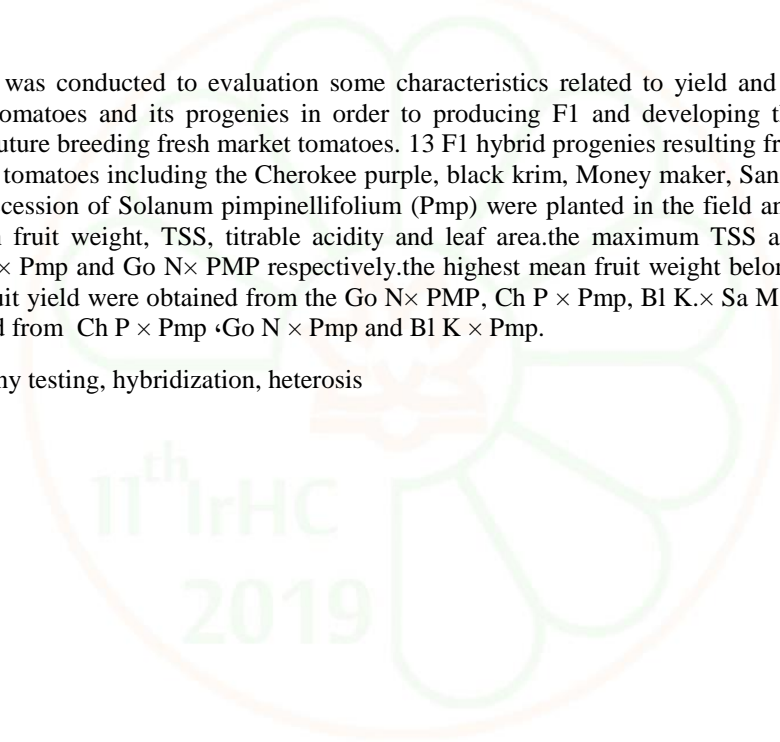 was conducted to evaluation some characteristics related to yield and
tomatoes and its progenies in order to producing F1 and developing
future breeding fresh market tomatoes. 13 F1 hybrid progenies resulting
tomatoes including the Cherokee purple, black krim, Money maker, San
cession of Solanum pimpinellifolium (Pmp) were planted in the field
fruit weight, TSS, titrable acidity and leaf area.the maximum TSS
× Pmp and Go N× PMP respectively.the highest mean fruit weight
uit yield were obtained from the Go N× PMP, Ch P × Pmp, Bl K.× Sa M
from Ch P × Pmp ،Go N × Pmp and Bl K × Pmp.
ny testing, hybridization, heterosis
11th IrHC
2019